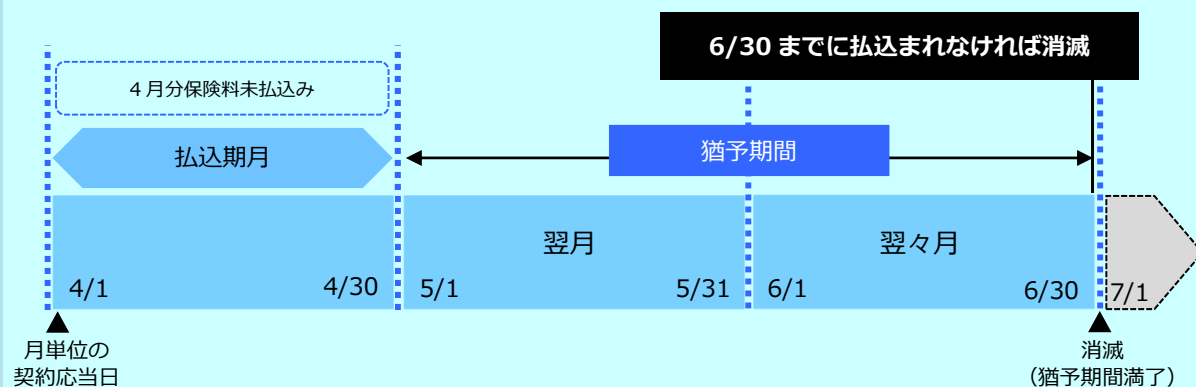 6/30 までに払込まれなければ消滅
4 月分保険料未払込み
払込期月
猶予期間
翌月
翌々月
4/1
4/30
5/1
5/31
6/1
6/30
7/1
月単位の
契約応当日
消滅
（猶予期間満了）